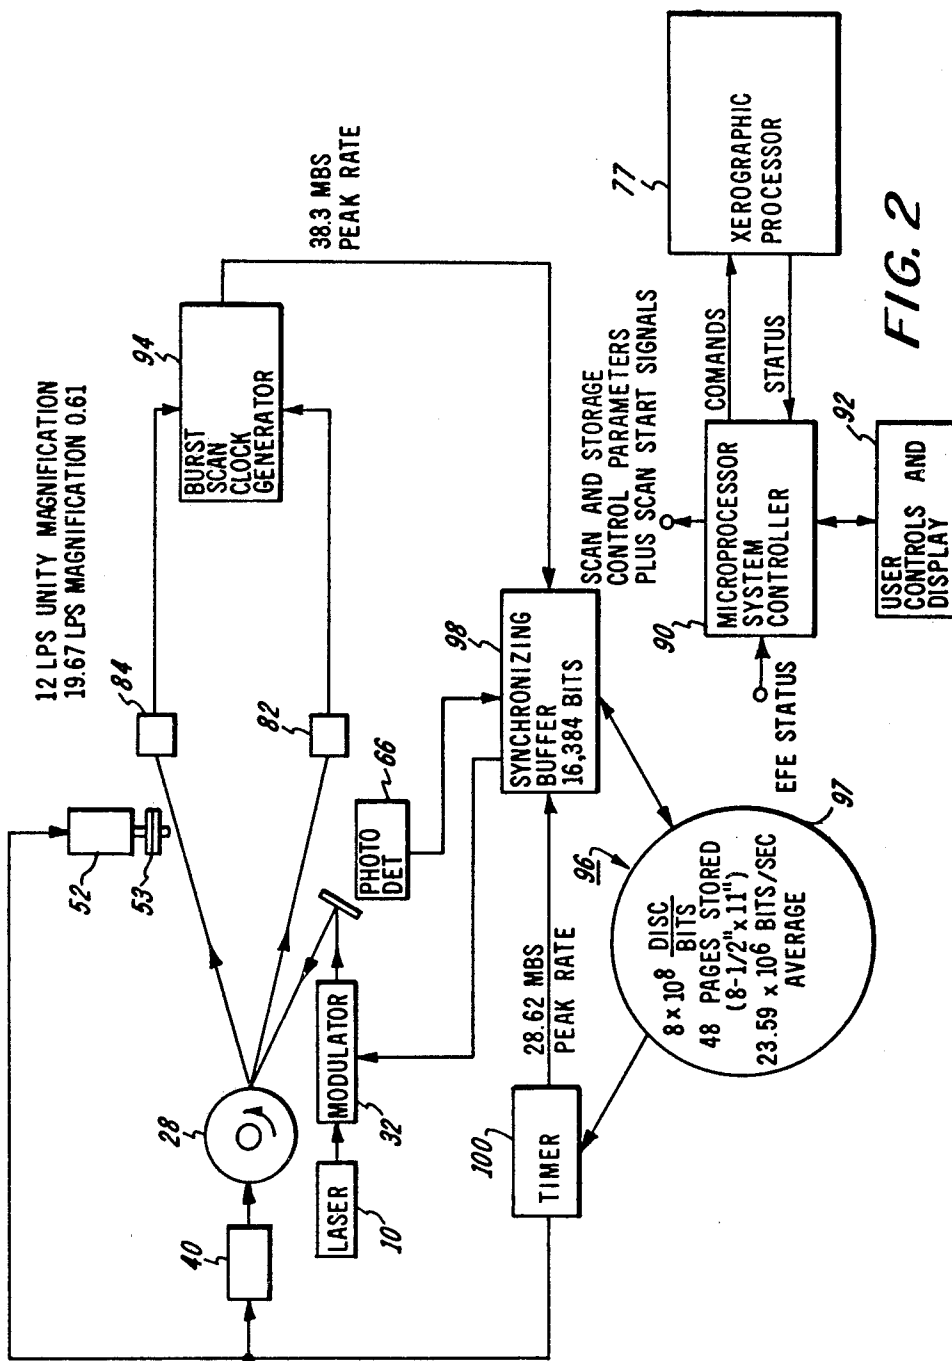 12 LPS UNITY MAGNIFICATION
19.67 LPS MAGNIFICATION 0.61
52
53
84
82
94
BURST
SCAN
CLOCK
GENERATOR
38.3 MBS
PEAK RATE
40
28
LASER
10
MODULATOR
32
PHOTO
DET
66
98
SYNCHRONIZING
BUFFER
16,384 BITS
100
TIMER
28.62 MBS
PEAK RATE
96
DISC
8 x 10⁸ BITS
48 PAGES STORED
(8-1/2" x 11")
23.59 x 10⁶ BITS/SEC
AVERAGE
97
SCAN AND STORAGE
CONTROL PARAMETERS
PLUS SCAN START SIGNALS
EFE STATUS
90
MICROPROCESSOR
SYSTEM
CONTROLLER
COMANDS
STATUS
77
XEROGRAPHIC
PROCESSOR
92
USER
CONTROLS AND
DISPLAY
FIG. 2